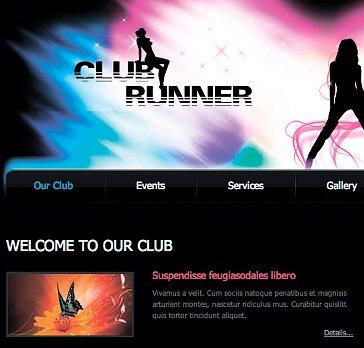 CLUB
RUNNER
Our Club Events Services Gallery
WELCOME TO OUR CLUB
Suspendisse feugiasodales libero
Vivamus a velit. Cum sociis natoque penatibus et magnisis
arturient montes, nascetur ridiculus mus. Curabitur quislitt
quis tortor tincidunt aliquet.
Details...